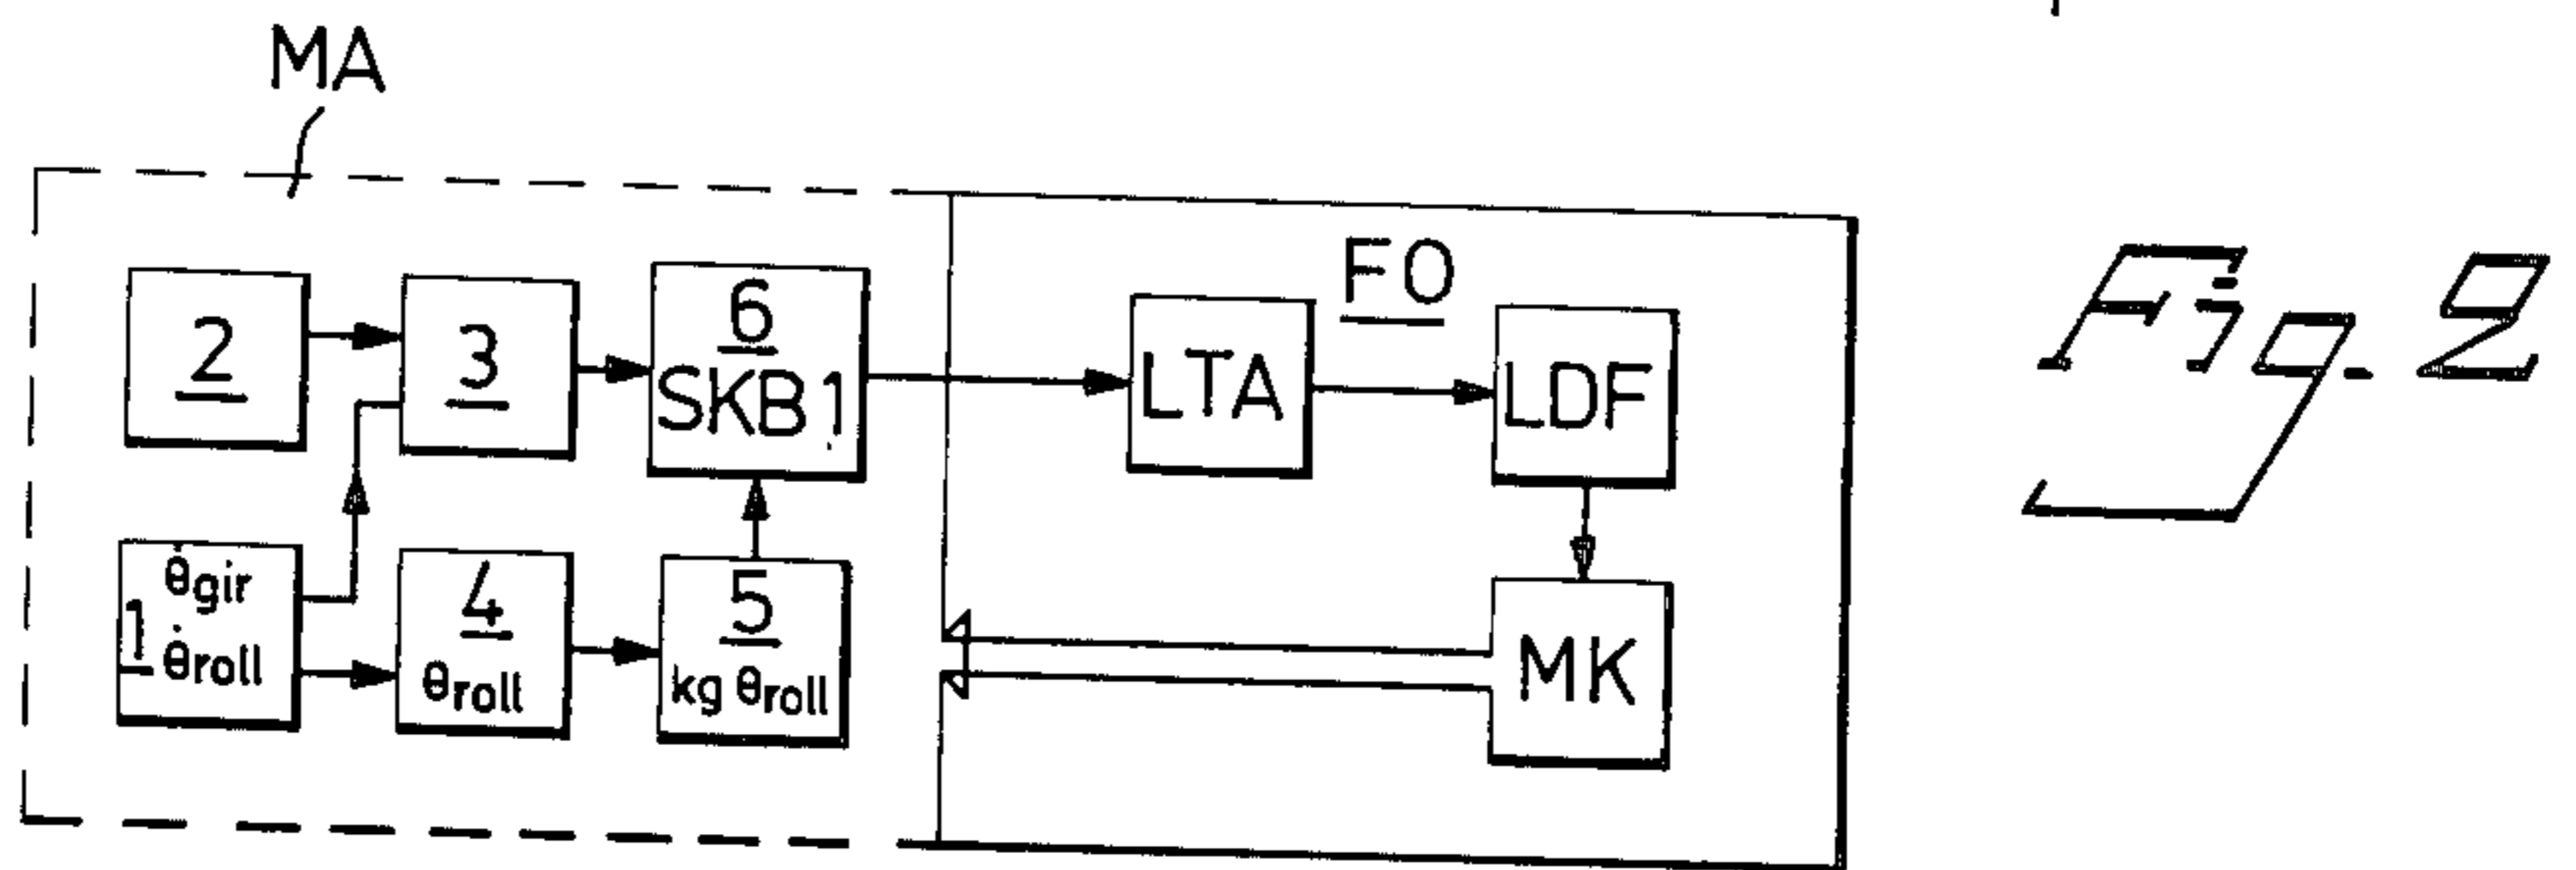 MA
2
3
6
SKB1
FO
LTA
LDF
1
θ̇gir
θ̇roll
4
θroll
5
kg θroll
MK
Fig. 2